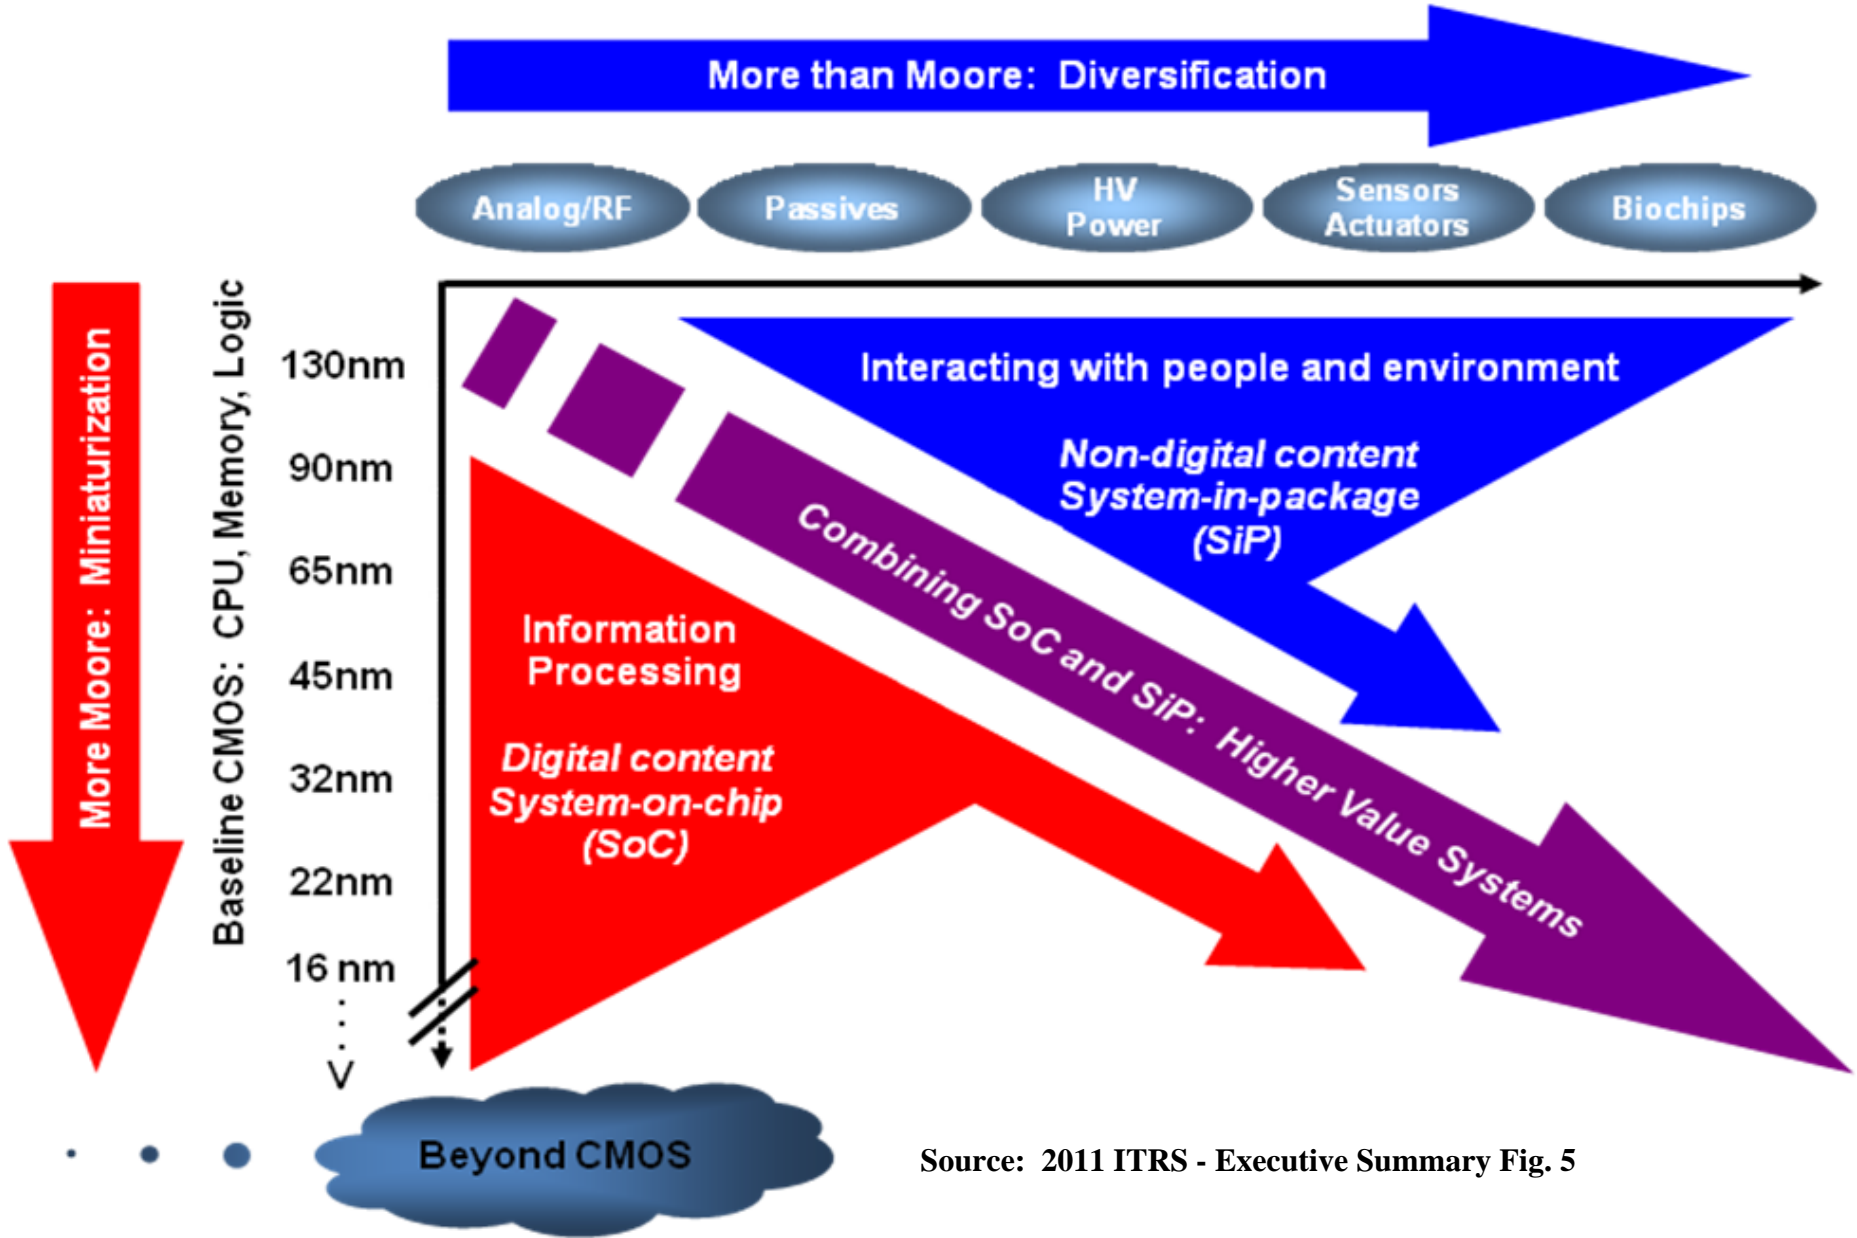 More than Moore: Diversification
Analog/RF
Passives
HV
Power
Sensors
Actuators
Biochips
More Moore: Miniaturization
Baseline CMOS: CPU, Memory, Logic
130nm
90nm
65nm
45nm
32nm
22nm
16 nm
Interacting with people and environment
Non-digital content
System-in-package
(SiP)
Combining SoC and SiP: Higher Value Systems
Information
Processing
Digital content
System-on-chip
(SoC)
Beyond CMOS
Source: 2011 ITRS - Executive Summary Fig. 5